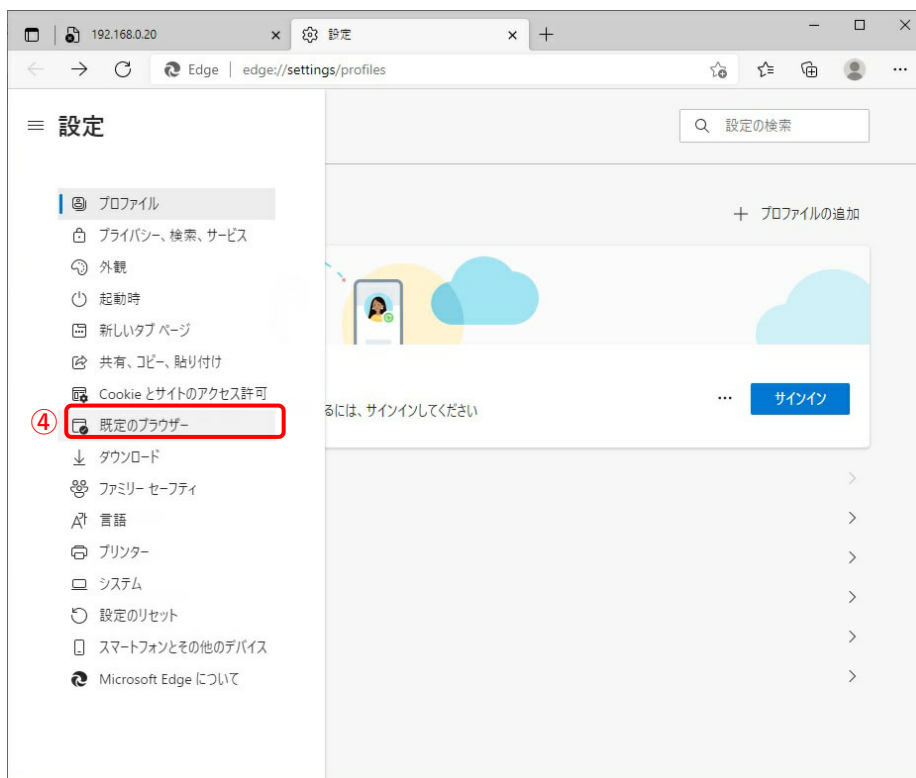 192.168.0.20
設定
Edge
edge://settings/profiles
設定
設定の検索
プロファイル
プライバシー、検索、サービス
外観
起動時
新しいタブ ページ
共有、コピー、貼り付け
Cookie とサイトのアクセス許可
④ 既定のブラウザー
ダウンロード
ファミリー セーフティ
言語
プリンター
システム
設定のリセット
スマートフォンとその他のデバイス
Microsoft Edge について
プロファイルの追加
るには、サインインしてください
サインイン